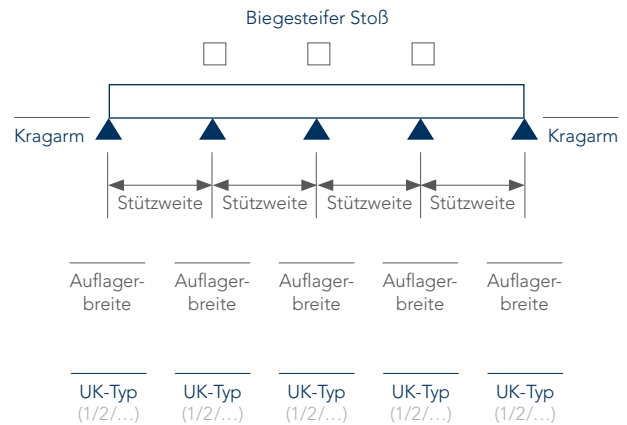 Biegesteifer Stoß
Kragarm Kragarm
Stützweite Stützweite Stützweite Stützweite
Auflager- Auflager- Auflager- Auflager- Auflager-
breite breite breite breite breite
UK-Typ UK-Typ UK-Typ UK-Typ UK-Typ
(1/2/…) (1/2/…) (1/2/…) (1/2/…) (1/2/…)